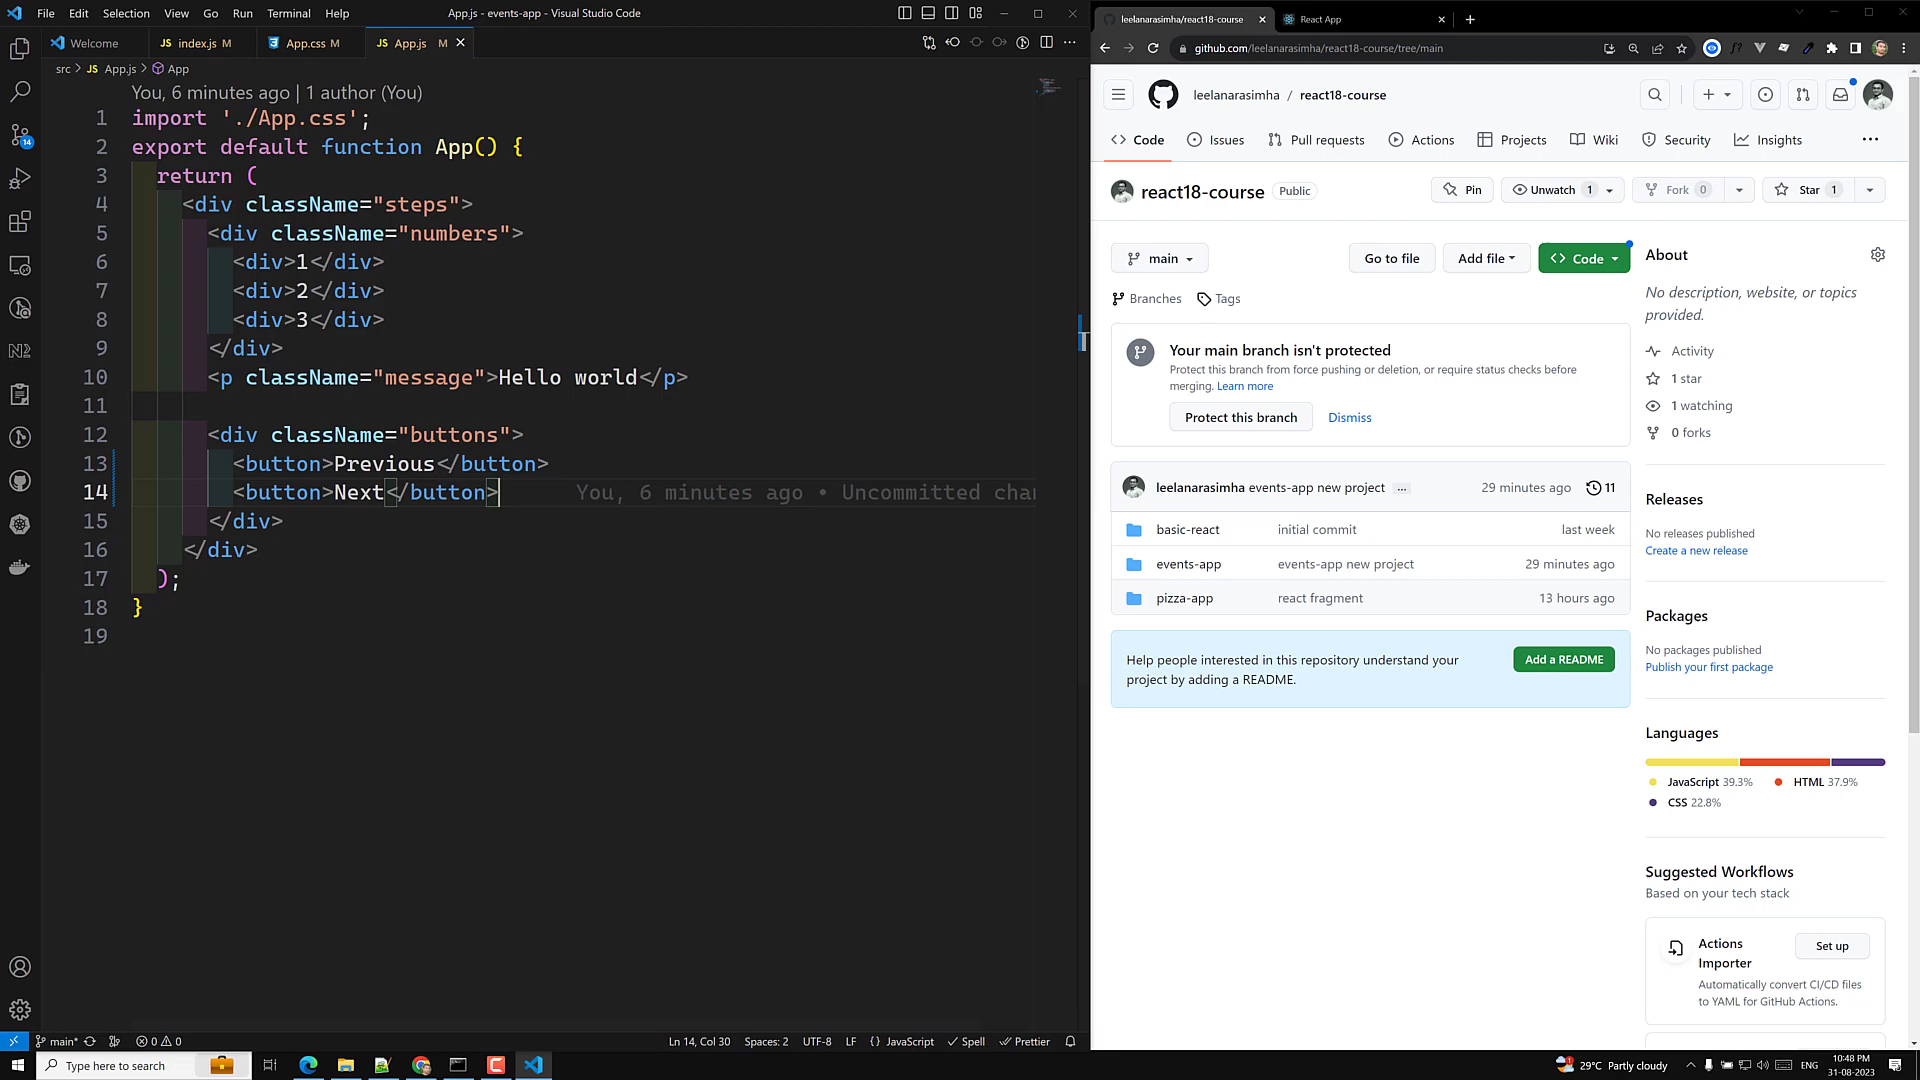 File Edit Selection View Go Run Terminal Help
App.js - events-app - Visual Studio Code
Welcome
JS index.js M
App.css M
JS App.js M
src > JS App.js > App
You, 6 minutes ago | 1 author (You)
1 import './App.css';
2 export default function App() {
3 return (
4 <div className="steps">
5 <div className="numbers">
6 <div>1</div>
7 <div>2</div>
8 <div>3</div>
9 </div>
10 <p className="message">Hello world</p>
11
12 <div className="buttons">
13 <button>Previous</button>
14 <button>Next</button> You, 6 minutes ago • Uncommitted char
15 </div>
16 </div>
17 );
18 }
19
14
main* 0 0
Ln 14, Col 30 Spaces: 2 UTF-8 LF {} JavaScript Spell Prettier
leelanarasimha/react18-course
React App
github.com/leelanarasimha/react18-course/tree/main
leelanarasimha / react18-course
Code Issues Pull requests Actions Projects Wiki Security Insights
react18-course Public
Pin Unwatch 1 Fork 0 Star 1
main Go to file Add file Code
Branches Tags
Your main branch isn't protected
Protect this branch from force pushing or deletion, or require status checks before
merging. Learn more
Protect this branch Dismiss
leelanarasimha events-app new project ... 29 minutes ago 11
basic-react initial commit last week
events-app events-app new project 29 minutes ago
pizza-app react fragment 13 hours ago
Help people interested in this repository understand your
project by adding a README.
Add a README
About
No description, website, or topics
provided.
Activity
1 star
1 watching
0 forks
Releases
No releases published
Create a new release
Packages
No packages published
Publish your first package
Languages
JavaScript 39.3% HTML 37.9%
CSS 22.8%
Suggested Workflows
Based on your tech stack
Actions
Importer
Set up
Automatically convert CI/CD files
to YAML for GitHub Actions.
Type here to search
29°C Partly cloudy
ENG
10:48 PM
31-08-2023